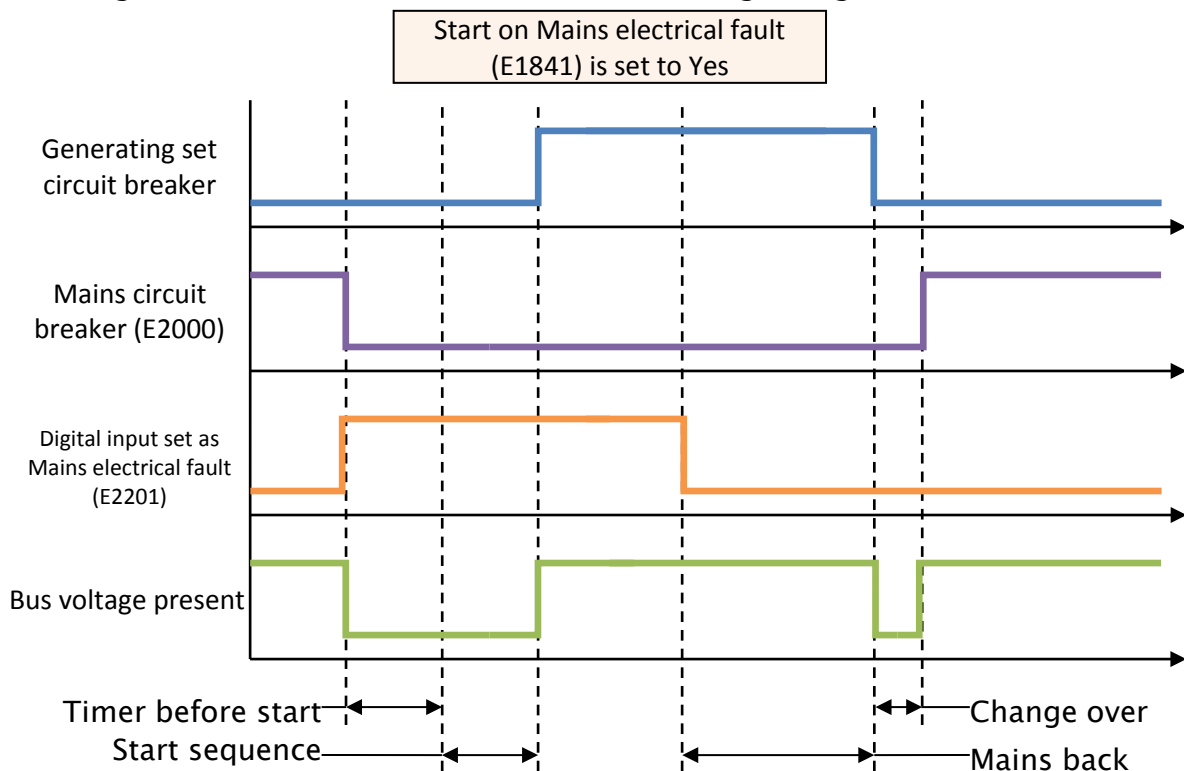 Start on Mains electrical fault
(E1841) is set to Yes
Generating set
circuit breaker
Mains circuit
breaker (E2000)
Digital input set as
Mains electrical fault
(E2201)
Bus voltage present
Timer before start
Change over
Start sequence
Mains back